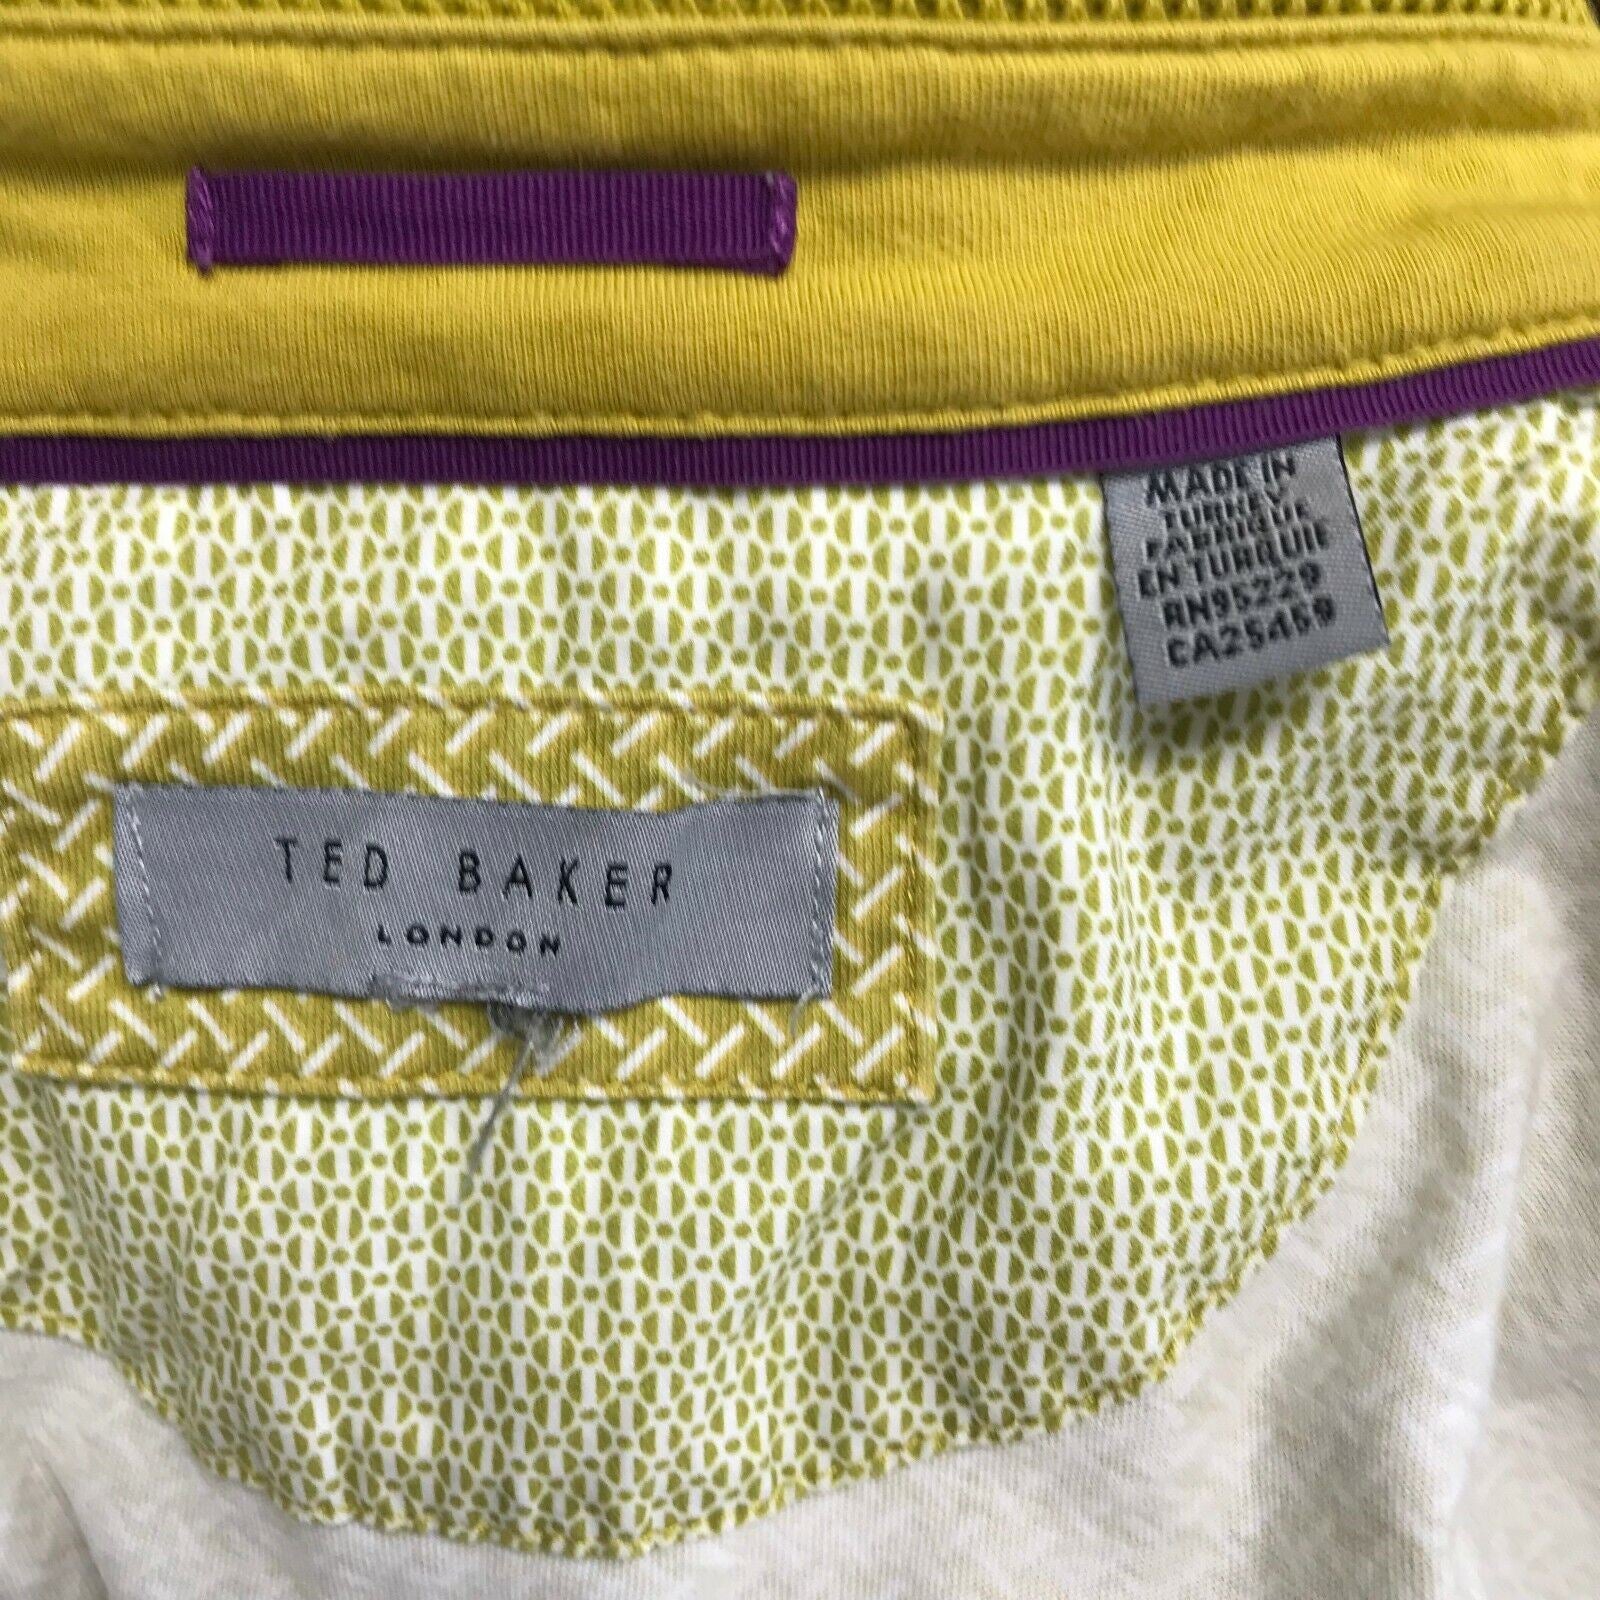 MADE IN
TURKEY
FABRIQUE
EN TURQUIE
RN95229
CA25459
TED BAKER
LONDON